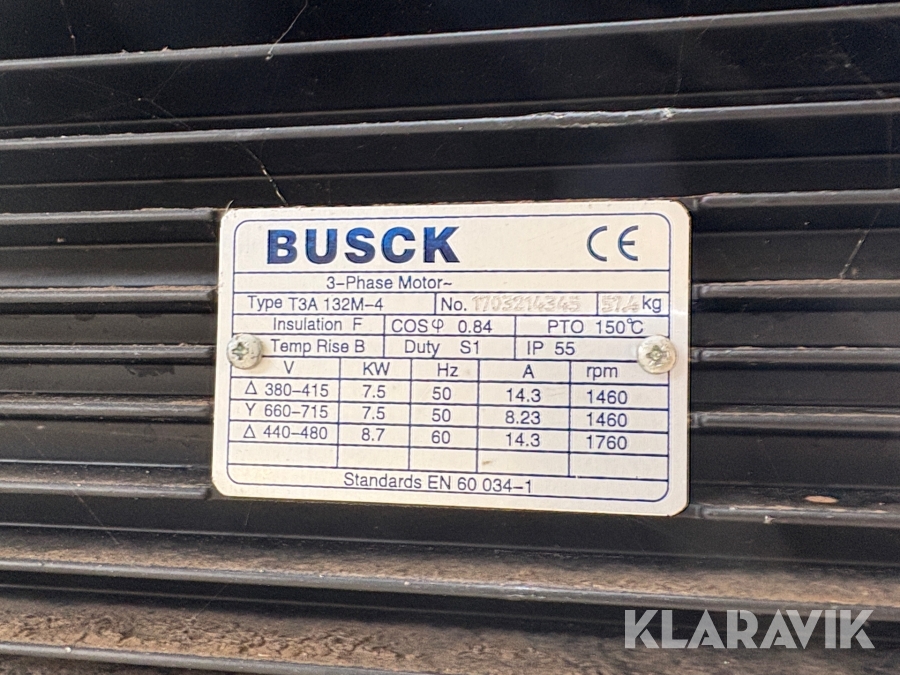 BUSCK CE
3-Phase Motor~
Type T3A 132M-4 No. 1703214345 57.4 kg
Insulation F COSφ 0.84 PTO 150°C
Temp Rise B Duty S1 IP 55
V KW Hz A rpm
Δ 380-415 7.5 50 14.3 1460
Y 660-715 7.5 50 8.23 1460
Δ 440-480 8.7 60 14.3 1760
Standards EN 60 034-1
KLARAVIK